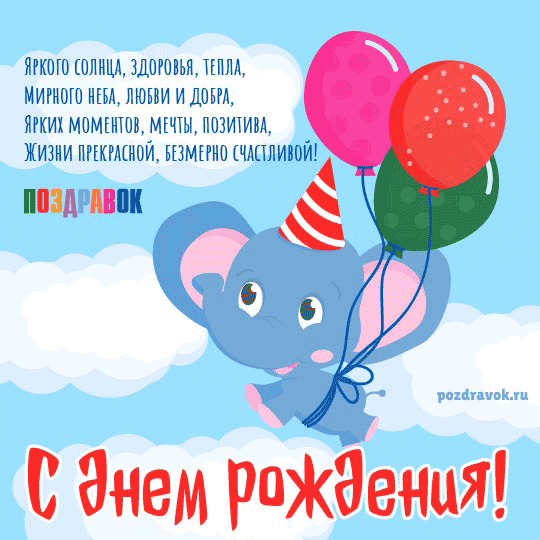 Яркого солнца, здоровья, тепла,
Мирного неба, любви и добра,
Ярких моментов, мечты, позитива,
Жизни прекрасной, безмерно счастливой!
ПОЗДРАВОК
pozdravok.ru
С днем рождения!